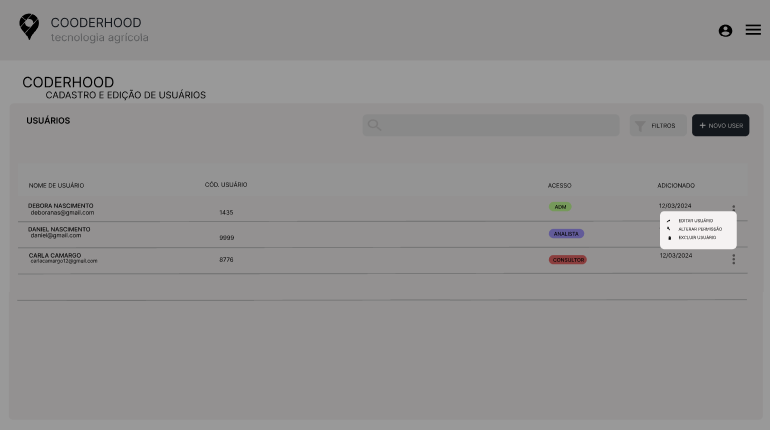 COODERHOOD
tecnologia agrícola
CODERHOOD
CADASTRO E EDIÇÃO DE USUÁRIOS
USUÁRIOS
FILTROS
+ NOVO USER
NOME DE USUÁRIO
CÓD. USUÁRIO
ACESSO
ADICIONADO
DEBORA NASCIMENTO
deboranas@gmail.com
1435
ADM
12/03/2024
EDITAR USUÁRIO
ALTERAR PERMISSÃO
EXCLUIR USUÁRIO
DANIEL NASCIMENTO
daniel@gmail.com
9999
ANALISTA
CARLA CAMARGO
carlacamargo12@gmail.com
8776
CONSULTOR
12/03/2024